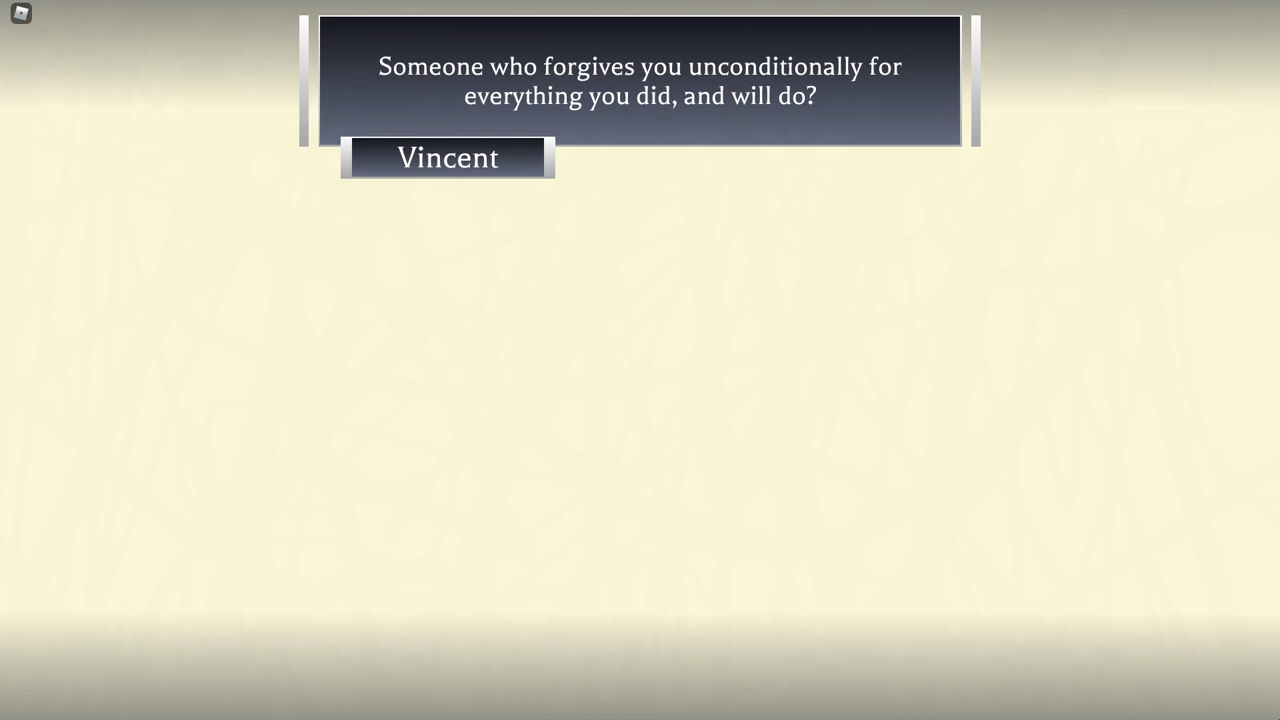 Someone who forgives you unconditionally for
everything you did, and will do?
Vincent